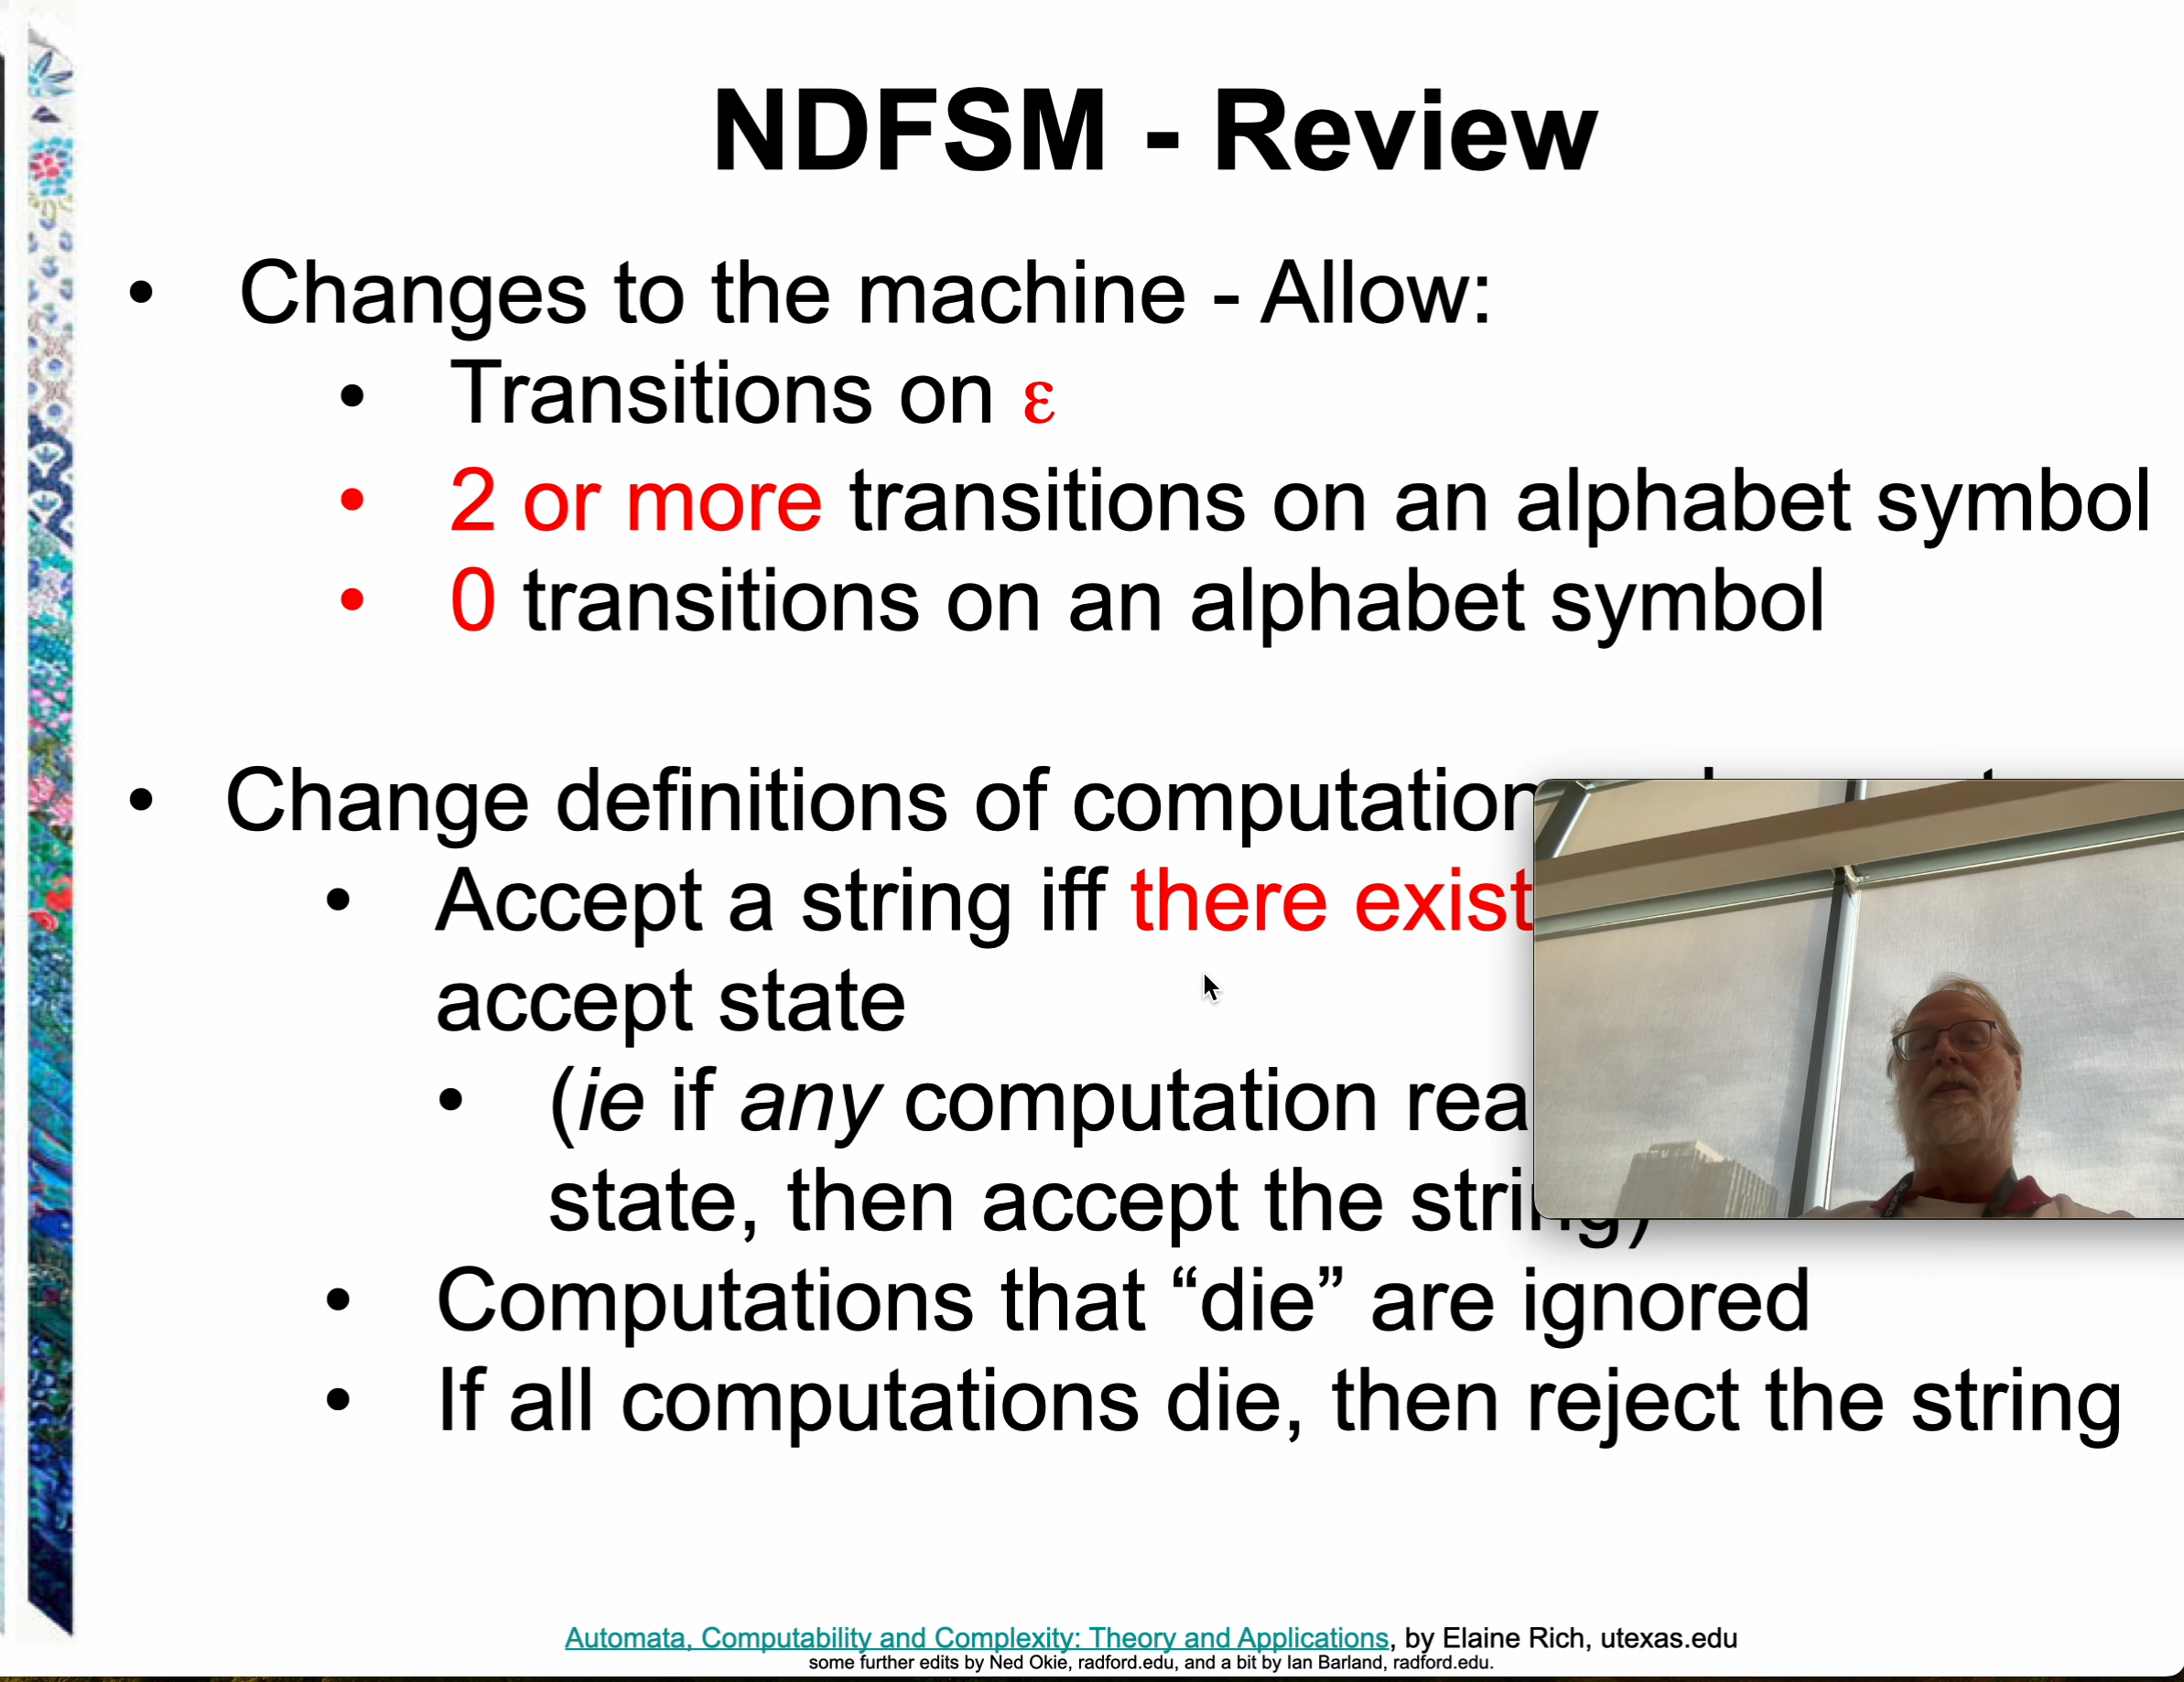 NDFSM - Review
• Changes to the machine - Allow:
• Transitions on ε
• 2 or more transitions on an alphabet symbol
• 0 transitions on an alphabet symbol
• Change definitions of computation
• Accept a string iff there exist
accept state
• (ie if any computation rea
state, then accept the string)
• Computations that “die” are ignored
• If all computations die, then reject the string
Automata, Computability and Complexity: Theory and Applications, by Elaine Rich, utexas.edu
some further edits by Ned Okie, radford.edu, and a bit by Ian Barland, radford.edu.